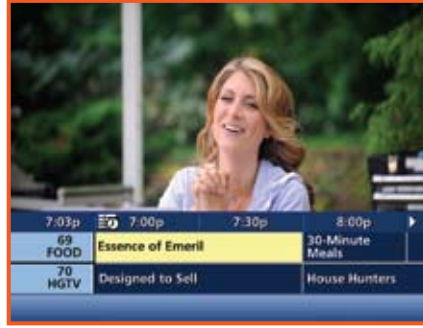 7:03p 7:00p 7:30p 8:00p
69 FOOD Essence of Emeril 30-Minute Meals
70 HGTV Designed to Sell House Hunters